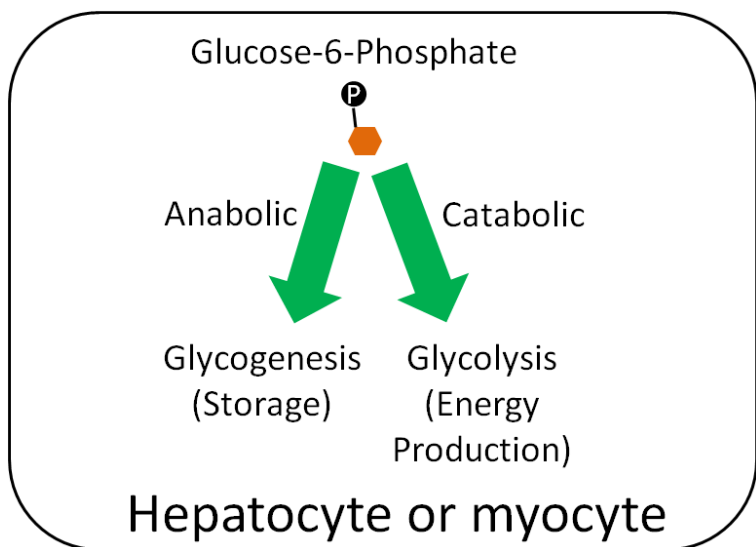 Glucose-6-Phosphate
P
Anabolic
Catabolic
Glycogenesis
(Storage)
Glycolysis
(Energy
Production)
Hepatocyte or myocyte